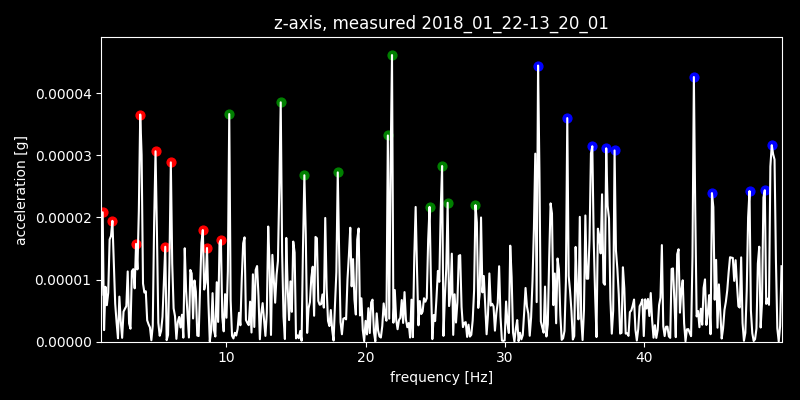 z-axis, measured 2018_01_22-13_20_01
acceleration [g]
0.00004
0.00003
0.00002
0.00001
0.00000
10 20 30 40
frequency [Hz]